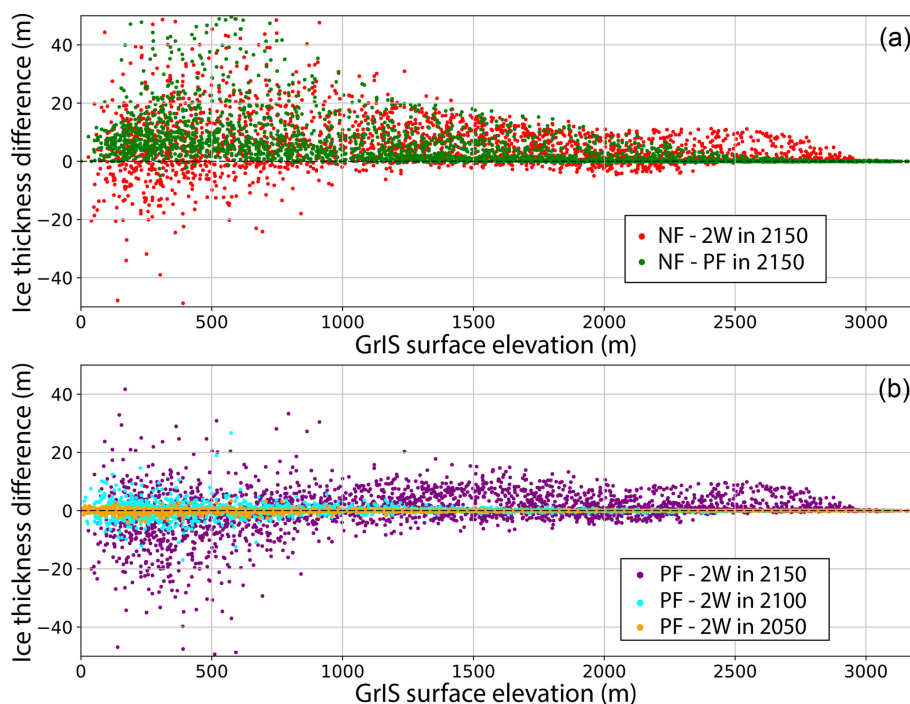 (a)
Ice thickness difference (m)
40
20
0
−20
−40
NF - 2W in 2150
NF - PF in 2150
0 500 1000 1500 2000 2500 3000
GrIS surface elevation (m)
(b)
Ice thickness difference (m)
40
20
0
−20
−40
PF - 2W in 2150
PF - 2W in 2100
PF - 2W in 2050
0 500 1000 1500 2000 2500 3000
GrIS surface elevation (m)